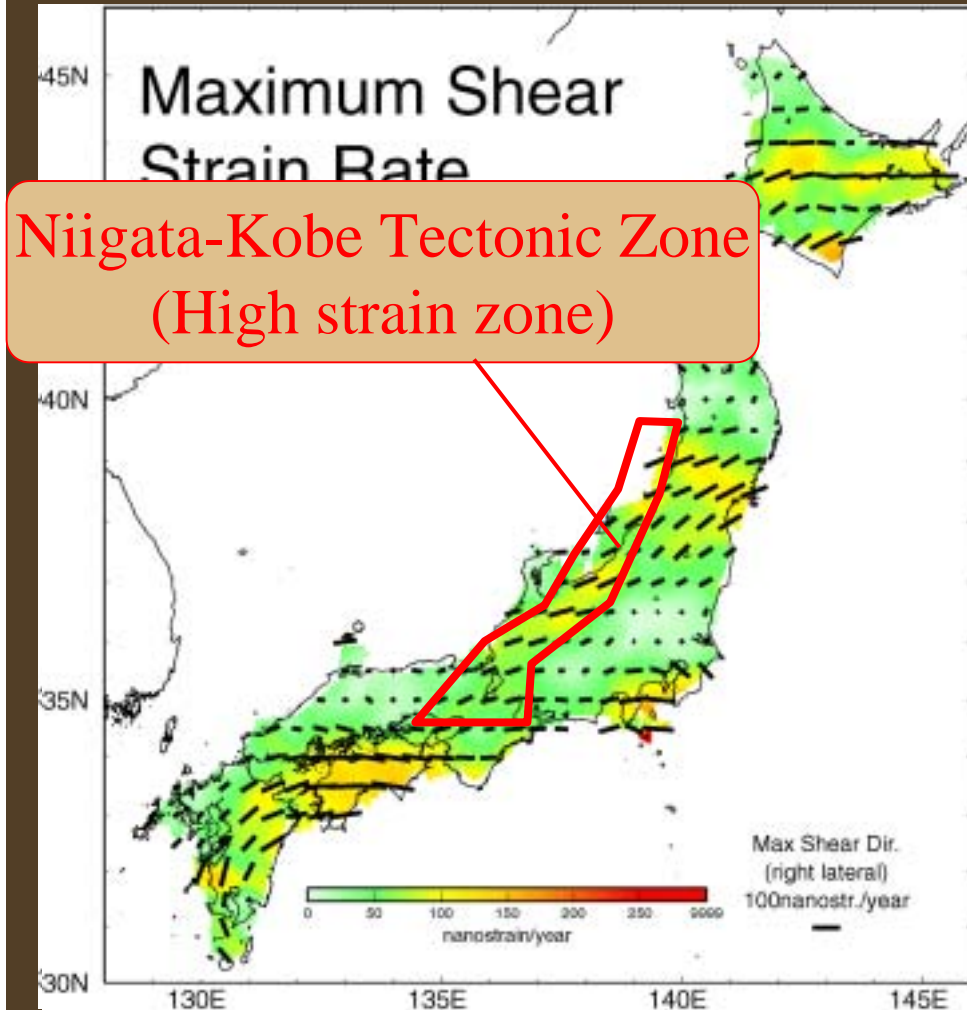 45N
Maximum Shear
Strain Rate
Niigata-Kobe Tectonic Zone
(High strain zone)
40N
35N
Max Shear Dir.
(right lateral)
100nanostr./year
0 50 100 150 200 250 9999
nanostrain/year
30N
130E 135E 140E 145E